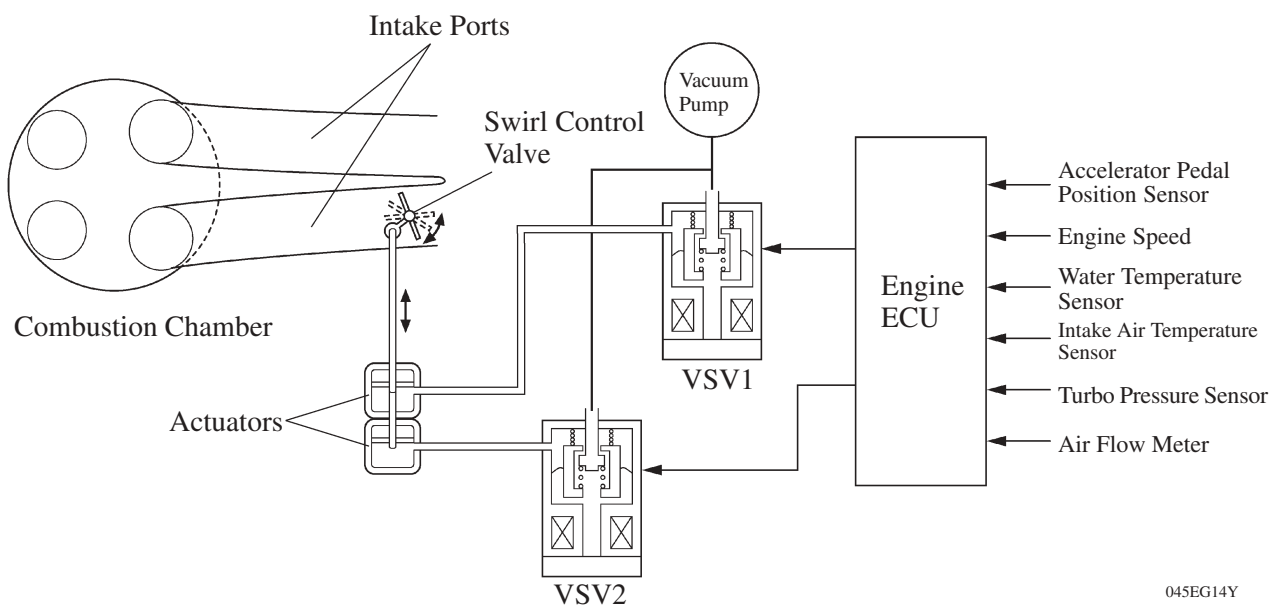 Intake Ports
Vacuum
Pump
Swirl Control
Valve
Combustion Chamber
Actuators
VSV1
VSV2
Engine
ECU
Accelerator Pedal
Position Sensor
Engine Speed
Water Temperature
Sensor
Intake Air Temperature
Sensor
Turbo Pressure Sensor
Air Flow Meter
045EG14Y